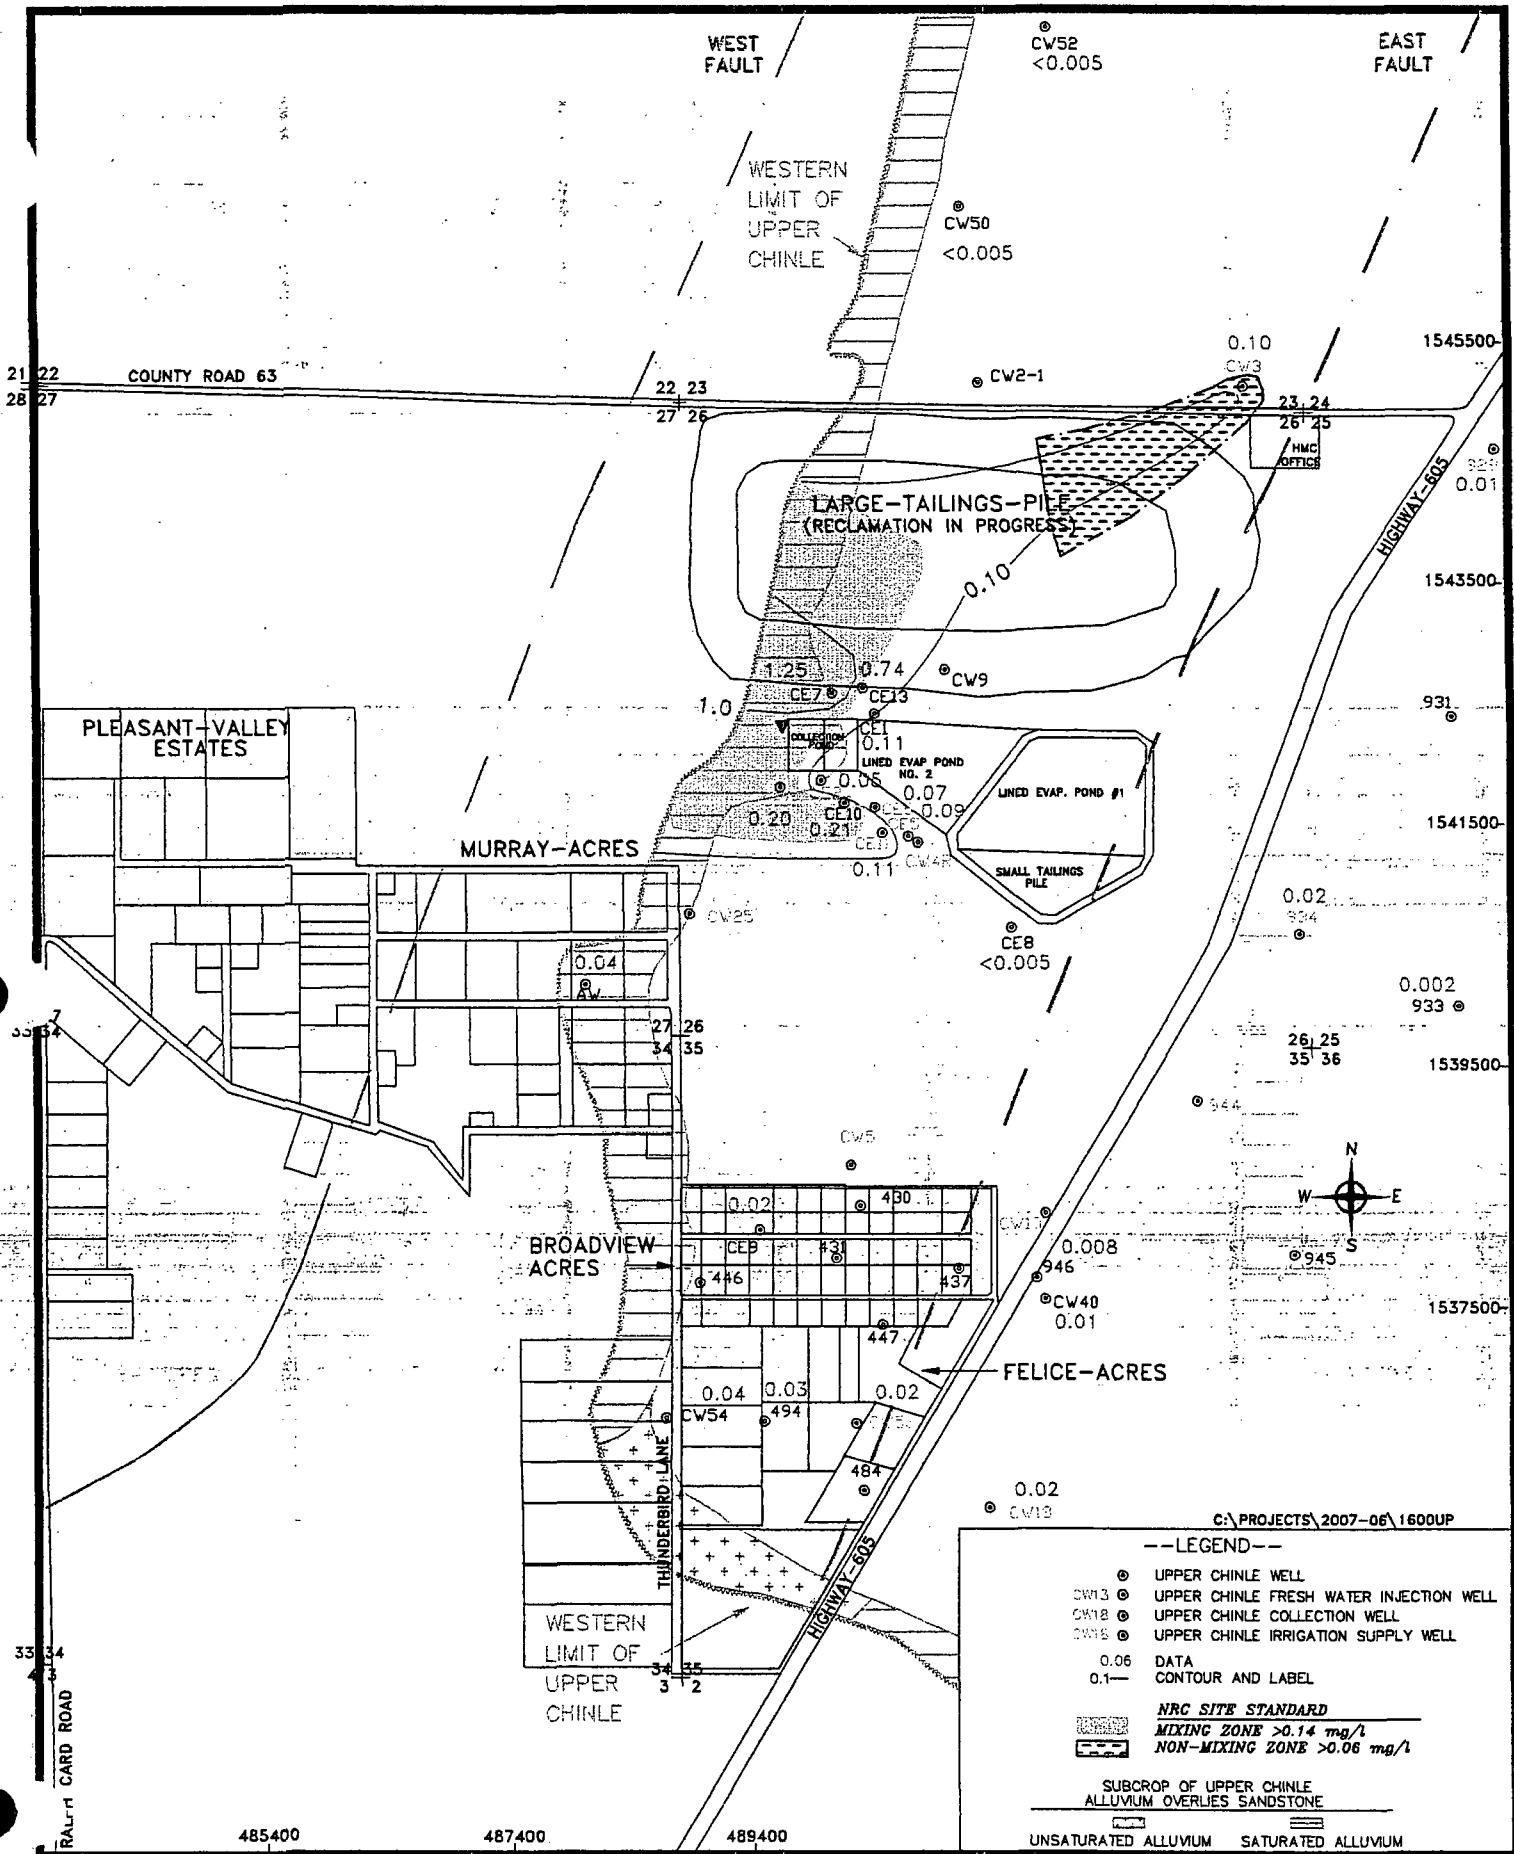 WEST
FAULT
CW52
<0.005
EAST
FAULT
WESTERN
LIMIT OF
UPPER
CHINLE
CW50
<0.005
0.10
CW3
1545500
21 22
28 27
COUNTY ROAD 63
22 23
27 26
CW2-1
23 24
26 25
HMC
OFFICE
0.01
HIGHWAY-605
LARGE-TAILINGS-PILE
(RECLAMATION IN PROGRESS)
0.10
1543500
1.25
0.74
CE7
CE13
CW9
1.0
931
PLEASANT-VALLEY
ESTATES
COLLECTION
POND
CE1
0.11
LINED EVAP POND
NO. 2
LINED EVAP. POND #1
0.07
0.09
CE10
0.20
0.21
1541500
MURRAY-ACRES
CW4R
0.11
SMALL TAILINGS
PILE
0.02
934
CW25
CE8
<0.005
0.04
AW
0.002
933
27 26
34 35
26 25
35 36
1539500
944
CW5
N
W E
S
0.02
430
CE9
431
BROADVIEW
ACRES
446
437
0.008
946
945
CW40
0.01
1537500
447
FELICE-ACRES
0.04
0.03
0.02
CW54
494
484
THUNDERBIRD LANE
0.02
CW18
C:\PROJECTS\2007-06\1600UP
HIGHWAY-605
WESTERN
LIMIT OF
UPPER
CHINLE
33 34
34 35
3 2
RALPH CARD ROAD
485400
487400
489400
--LEGEND--
UPPER CHINLE WELL
CW13 UPPER CHINLE FRESH WATER INJECTION WELL
CW18 UPPER CHINLE COLLECTION WELL
UPPER CHINLE IRRIGATION SUPPLY WELL
0.06 DATA
0.1— CONTOUR AND LABEL
NRC SITE STANDARD
MIXING ZONE >0.14 mg/l
NON-MIXING ZONE >0.06 mg/l
SUBCROP OF UPPER CHINLE
ALLUVIUM OVERLIES SANDSTONE
UNSATURATED ALLUVIUM SATURATED ALLUVIUM